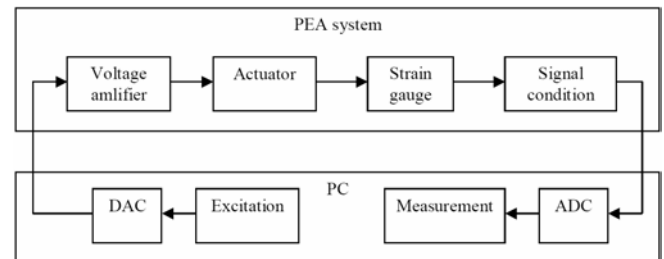 PEA system
Voltage
amlifier
Actuator
Strain
gauge
Signal
condition
PC
DAC
Excitation
Measurement
ADC